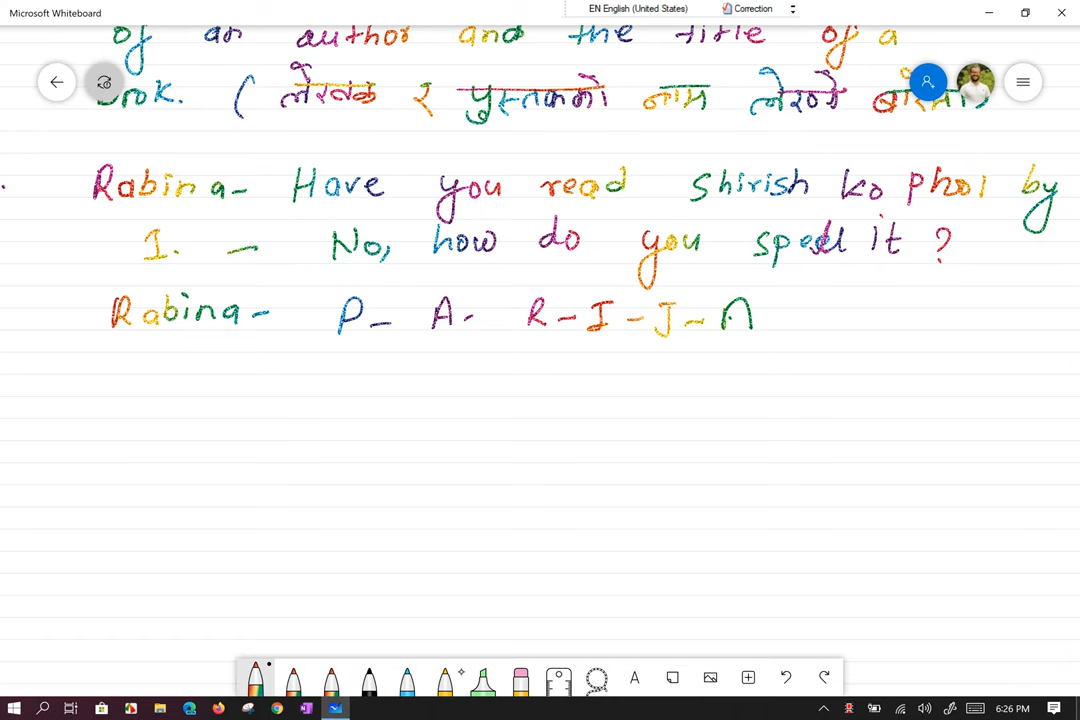 Microsoft Whiteboard
EN English (United States) Correction
of an author and the title of a
book. ( लेखक र पुस्तकको नाम लेख्ने बारेमा
Rabina- Have you read Shirish ko phool by
1. - No, how do you spell it ?
Rabina- P- A- R-I-J-A
6:26 PM